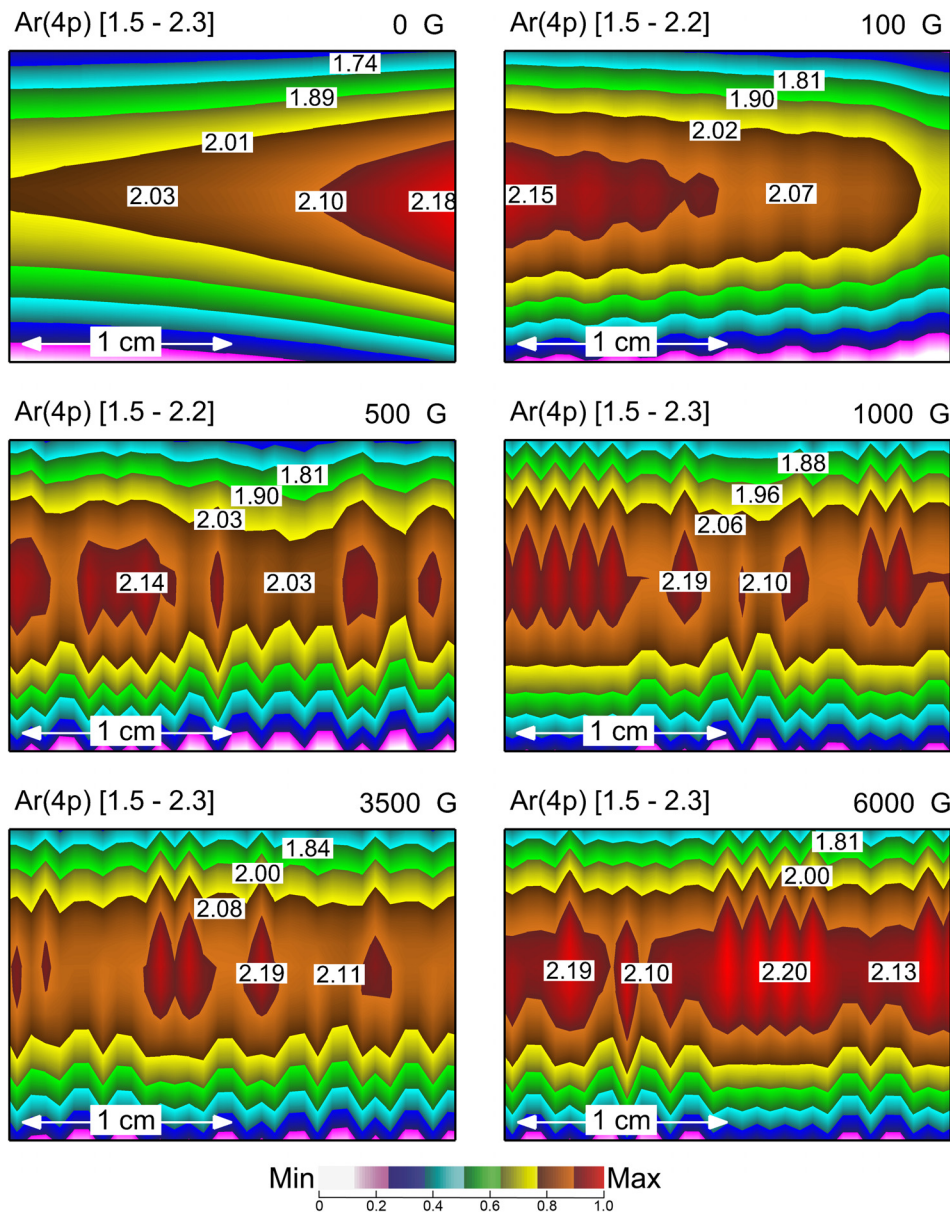 Ar(4p) [1.5 - 2.3] 0 G
1.74
1.89
2.01
2.03
2.10
2.18
1 cm
Ar(4p) [1.5 - 2.2] 100 G
1.81
1.90
2.02
2.15
2.07
1 cm
Ar(4p) [1.5 - 2.2] 500 G
1.81
1.90
2.03
2.14
2.03
1 cm
Ar(4p) [1.5 - 2.3] 1000 G
1.88
1.96
2.06
2.19
2.10
1 cm
Ar(4p) [1.5 - 2.3] 3500 G
1.84
2.00
2.08
2.19
2.11
1 cm
Ar(4p) [1.5 - 2.3] 6000 G
1.81
2.00
2.19
2.10
2.20
2.13
1 cm
Min Max
0 0.2 0.4 0.6 0.8 1.0